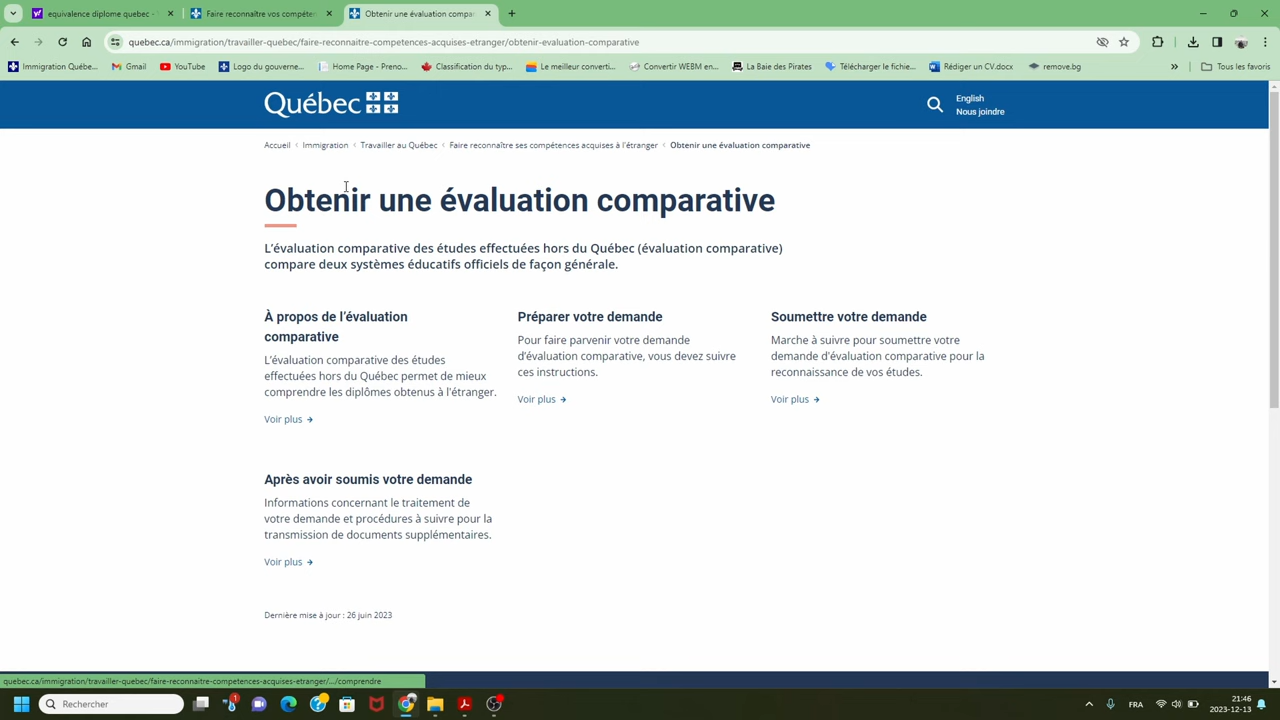 equivalence diplome quebec -
Faire reconnaître vos compéte
Obtenir une évaluation compar
quebec.ca/immigration/travailler-quebec/faire-reconnaitre-competences-acquises-etranger/obtenir-evaluation-comparative
Immigration Québe...
Gmail
YouTube
Logo du gouverne...
Home Page - Preno...
Classification du typ...
Le meilleur converti...
Convertir WEBM en...
La Baie des Pirates
Télécharger le fichie...
Rédiger un CV.docx
remove.bg
»
Tous les favoris
Québec
English
Nous joindre
Accueil < Immigration < Travailler au Québec < Faire reconnaître ses compétences acquises à l'étranger < Obtenir une évaluation comparative
Obtenir une évaluation comparative
L'évaluation comparative des études effectuées hors du Québec (évaluation comparative)
compare deux systèmes éducatifs officiels de façon générale.
À propos de l'évaluation
comparative
L'évaluation comparative des études
effectuées hors du Québec permet de mieux
comprendre les diplômes obtenus à l'étranger.
Voir plus →
Préparer votre demande
Pour faire parvenir votre demande
d'évaluation comparative, vous devez suivre
ces instructions.
Voir plus →
Soumettre votre demande
Marche à suivre pour soumettre votre
demande d'évaluation comparative pour la
reconnaissance de vos études.
Voir plus →
Après avoir soumis votre demande
Informations concernant le traitement de
votre demande et procédures à suivre pour la
transmission de documents supplémentaires.
Voir plus →
Dernière mise à jour : 26 juin 2023
quebec.ca/immigration/travailler-quebec/faire-reconnaitre-competences-acquises-etranger/.../comprendre
Rechercher
1
FRA
21:46
2023-12-13